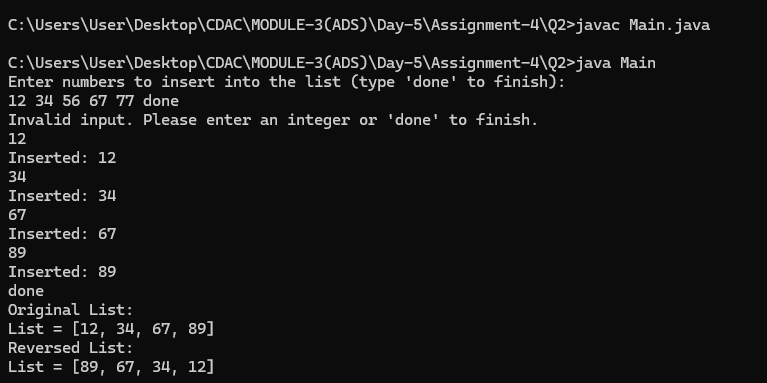 C:\Users\User\Desktop\CDAC\MODULE-3(ADS)\Day-5\Assignment-4\Q2>javac Main.java
C:\Users\User\Desktop\CDAC\MODULE-3(ADS)\Day-5\Assignment-4\Q2>java Main
Enter numbers to insert into the list (type 'done' to finish):
12 34 56 67 77 done
Invalid input. Please enter an integer or 'done' to finish.
12
Inserted: 12
34
Inserted: 34
67
Inserted: 67
89
Inserted: 89
done
Original List:
List = [12, 34, 67, 89]
Reversed List:
List = [89, 67, 34, 12]